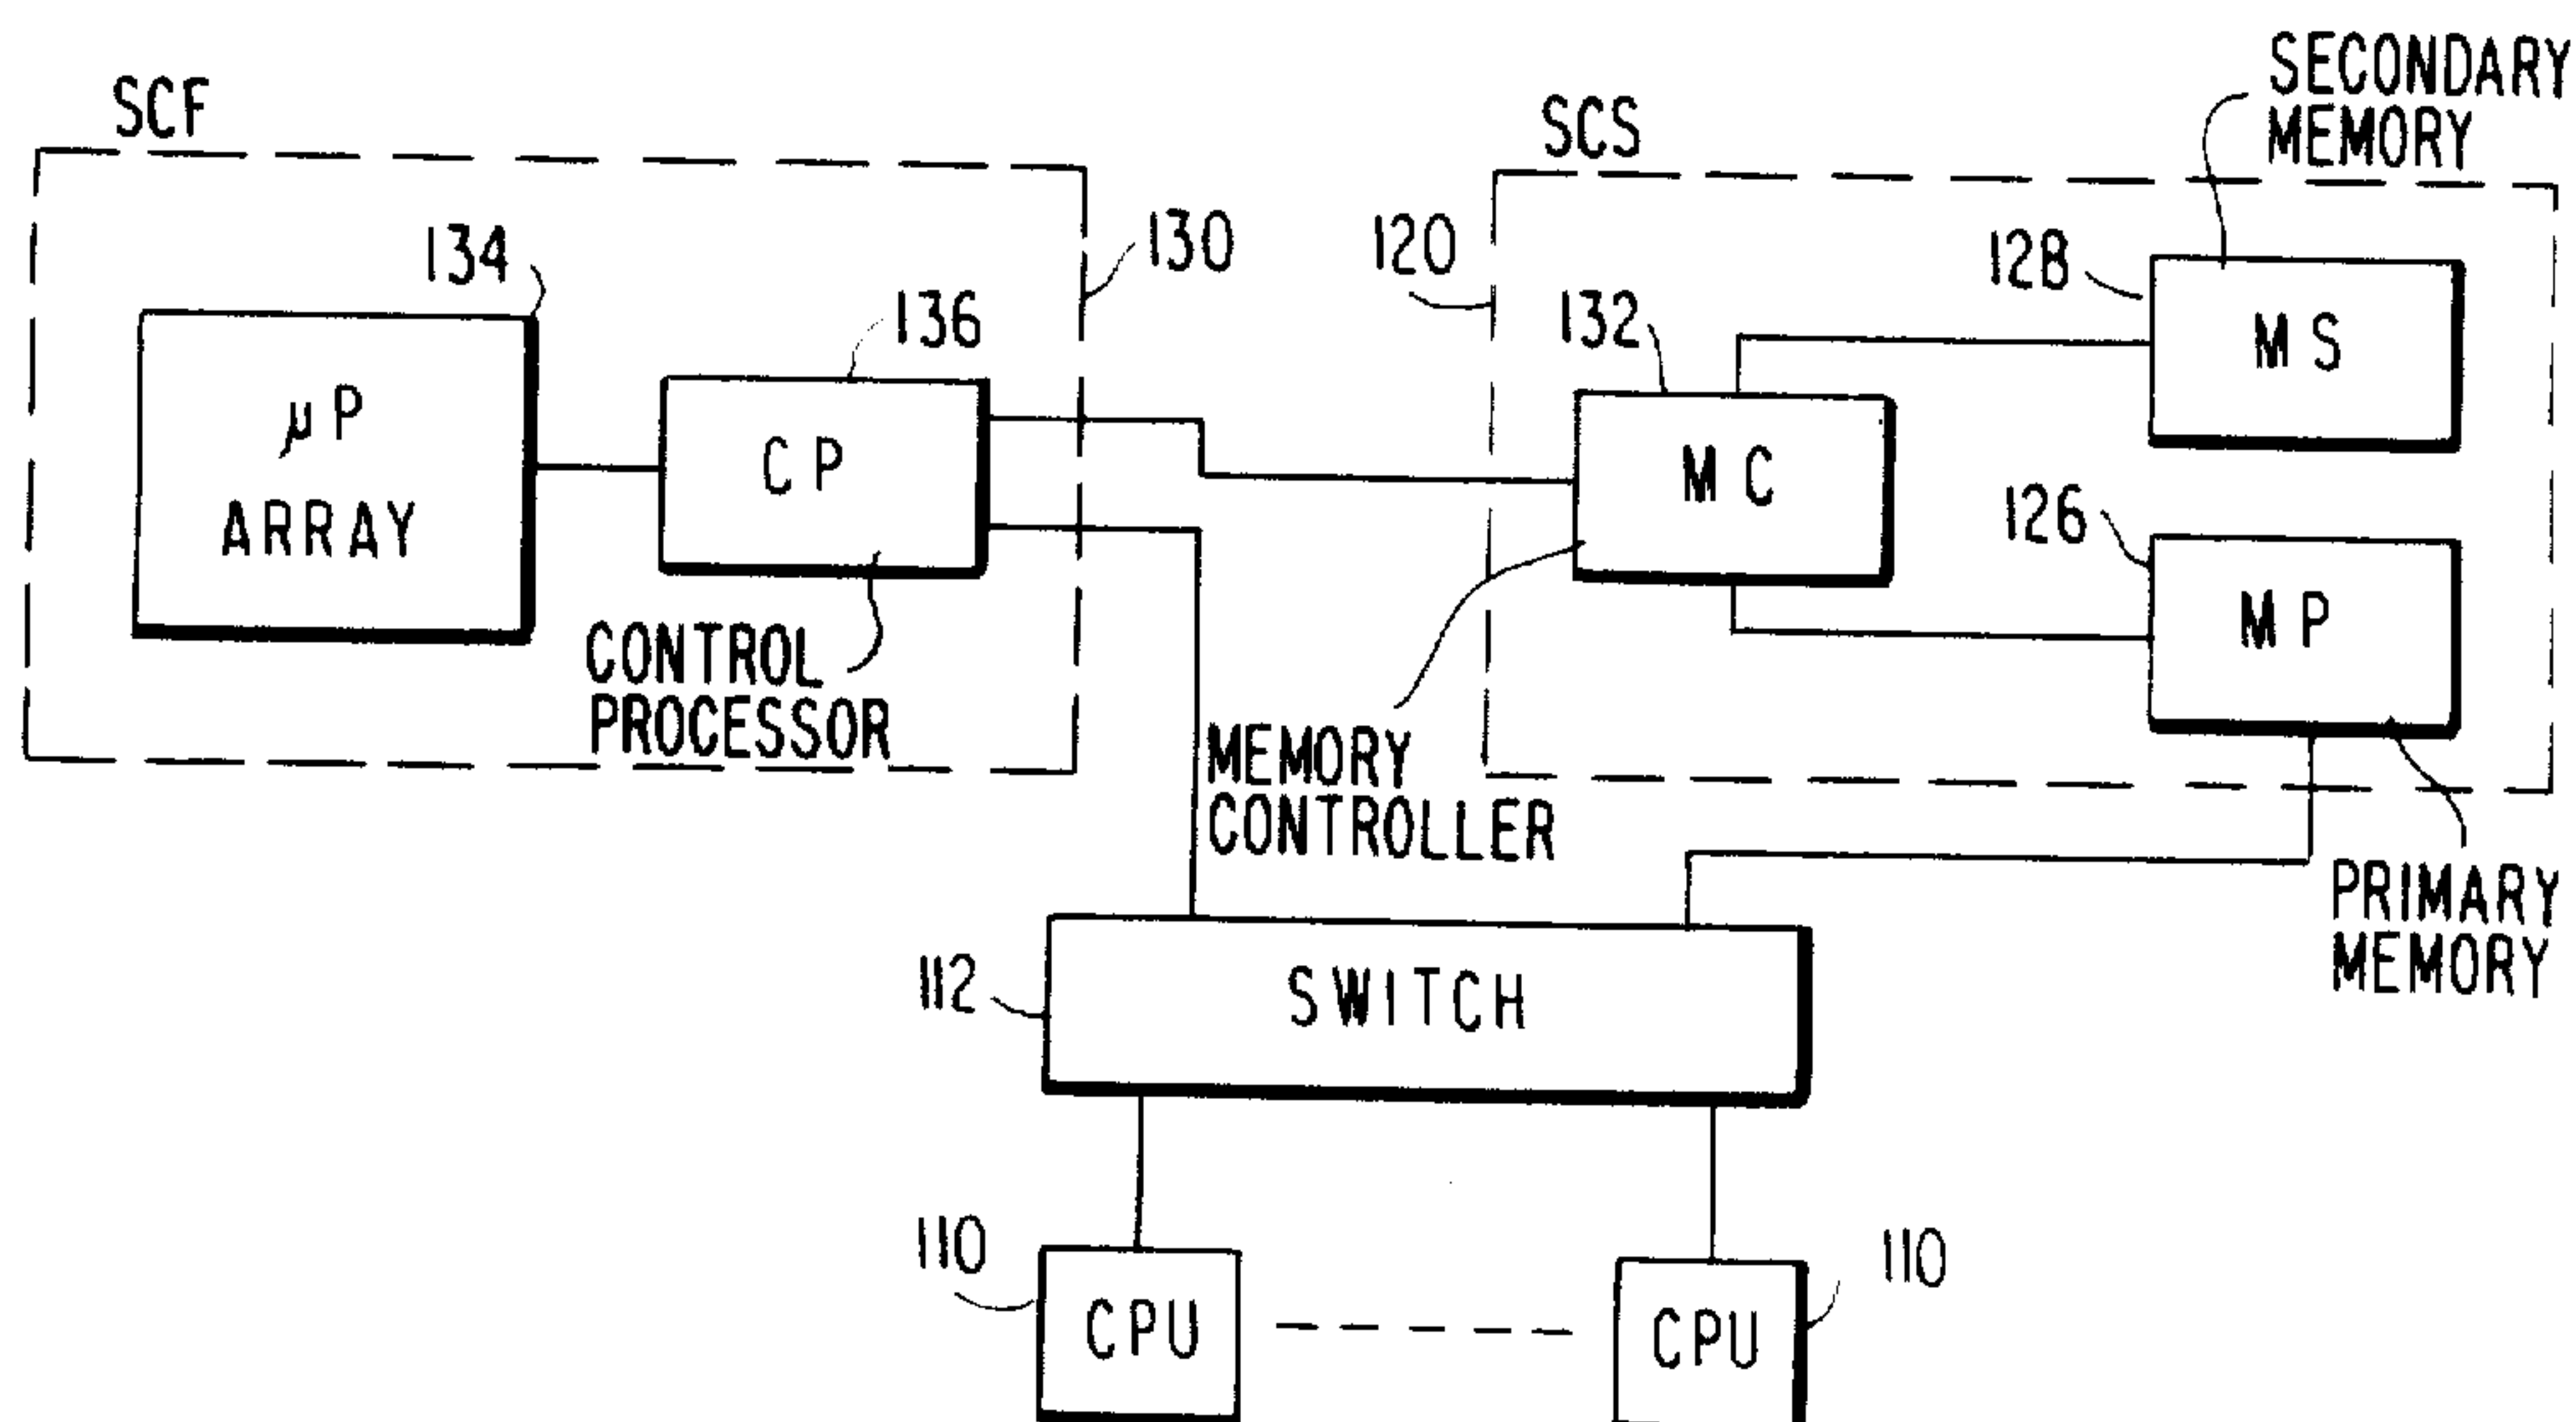 SCF
SCS
SECONDARY
MEMORY
134
130
120
128
136
132
μP
ARRAY
CP
MC
MS
126
MP
CONTROL
PROCESSOR
MEMORY
CONTROLLER
PRIMARY
MEMORY
112
SWITCH
110
CPU
CPU
110